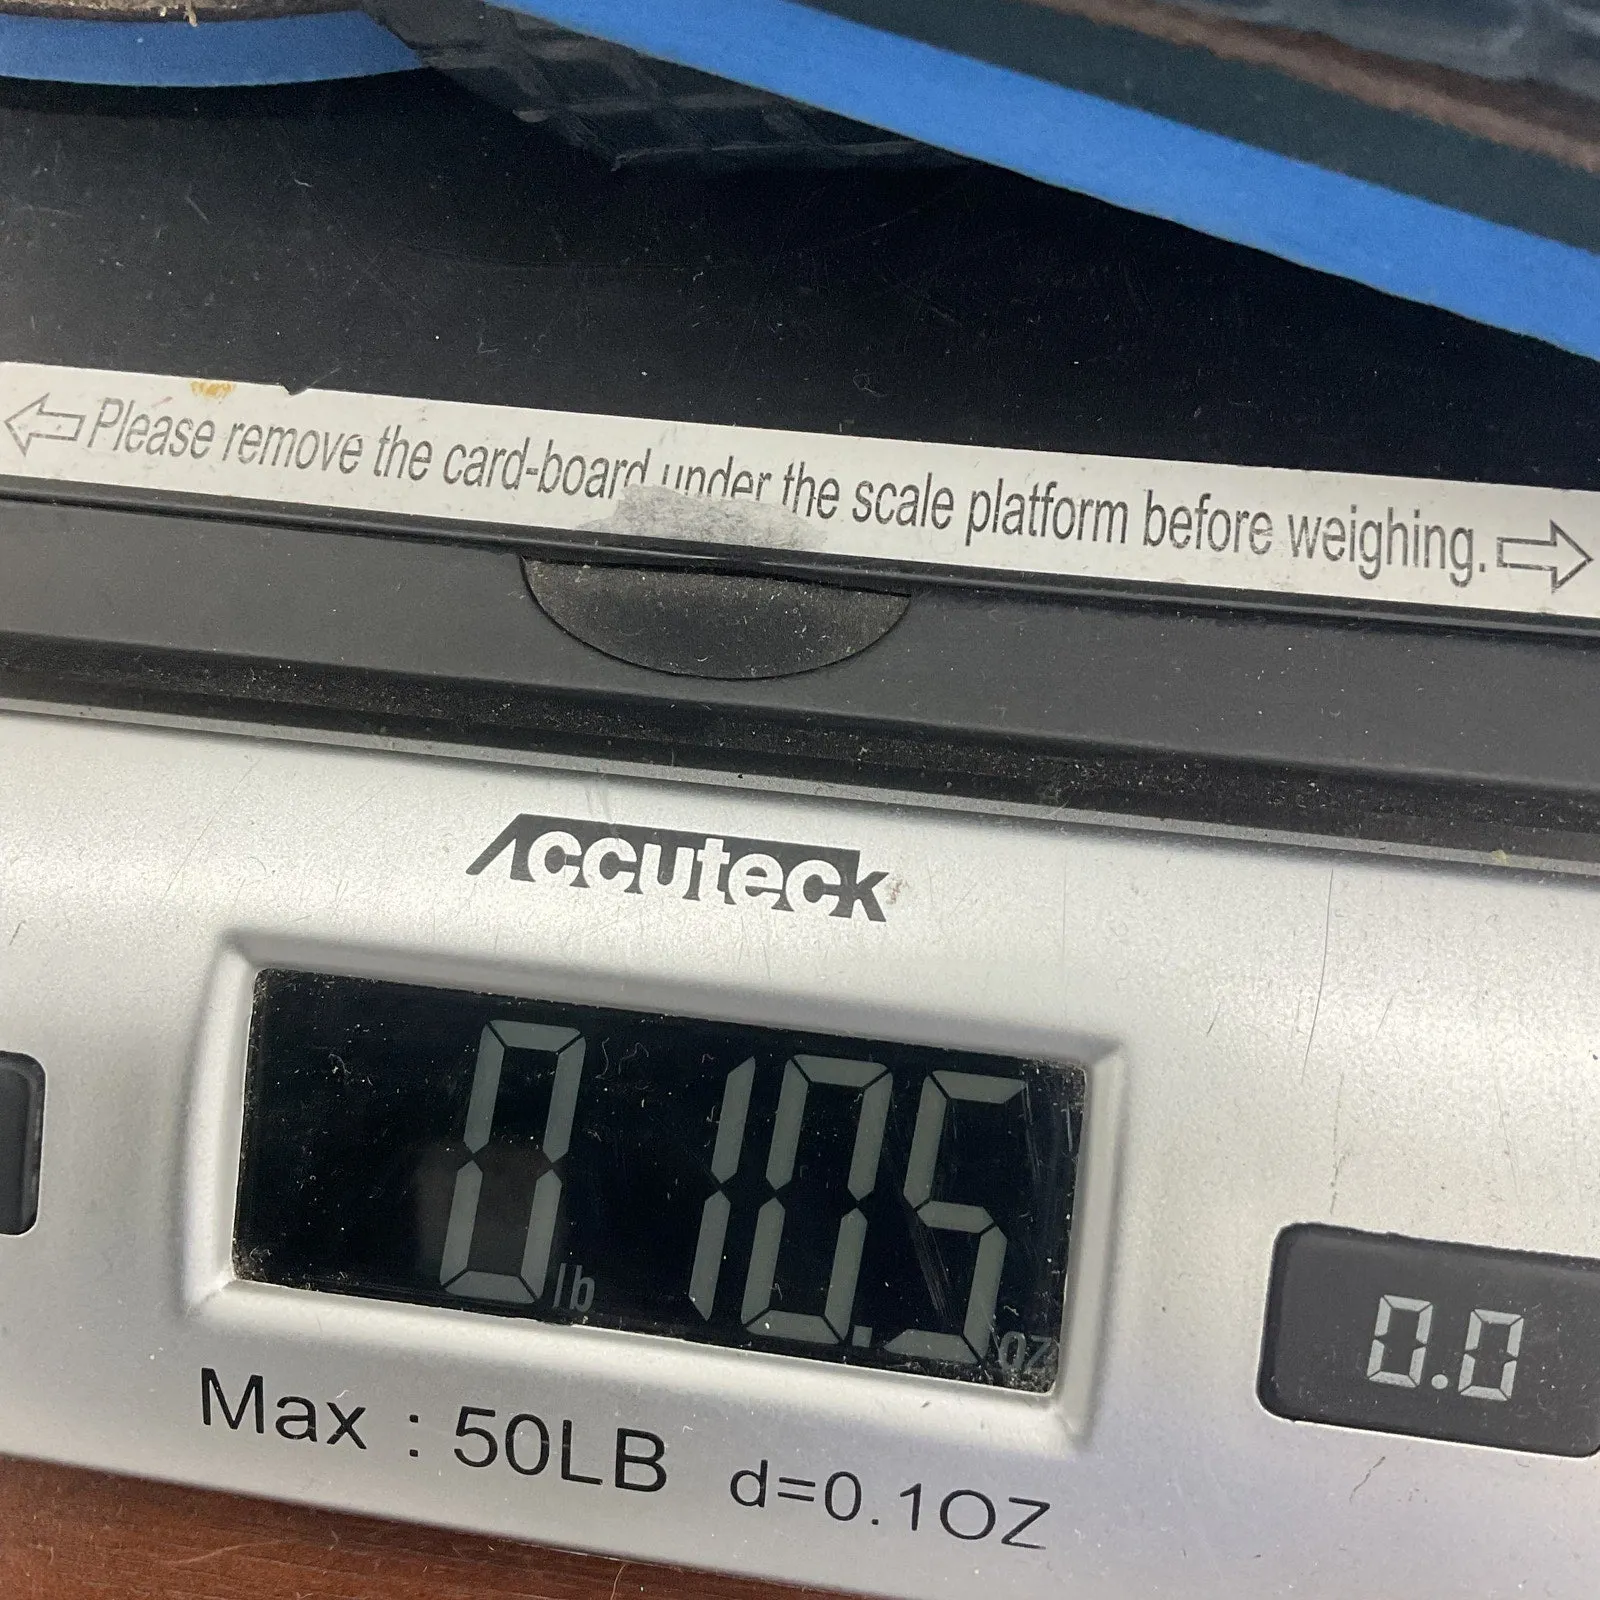 Please remove the card-board under the scale platform before weighing.
Accuteck
0 lb 10.5 oz
0.0
Max : 50LB d=0.1OZ